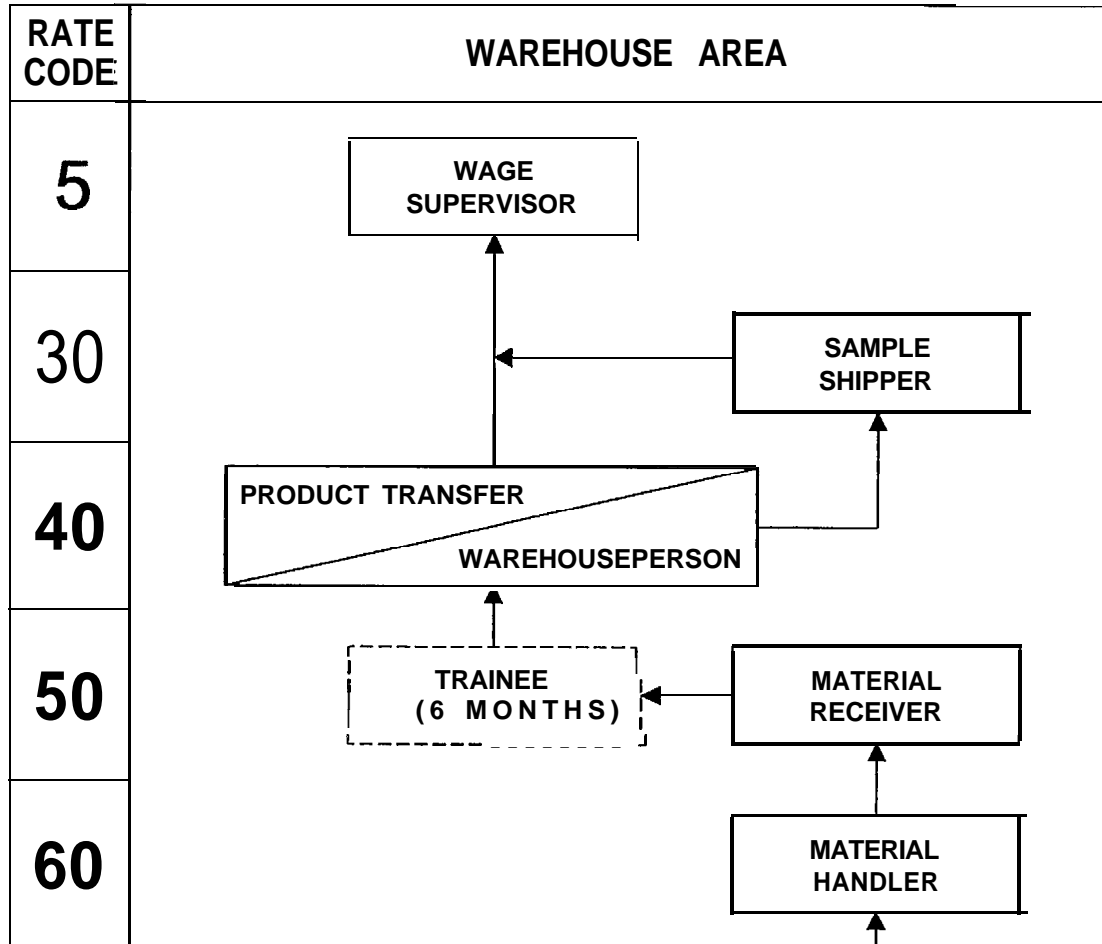 RATE
CODE
WAREHOUSE AREA
5
WAGE
SUPERVISOR
30
SAMPLE
SHIPPER
40
PRODUCT TRANSFER
WAREHOUSEPERSON
50
TRAINEE
(6 MONTHS)
MATERIAL
RECEIVER
60
MATERIAL
HANDLER